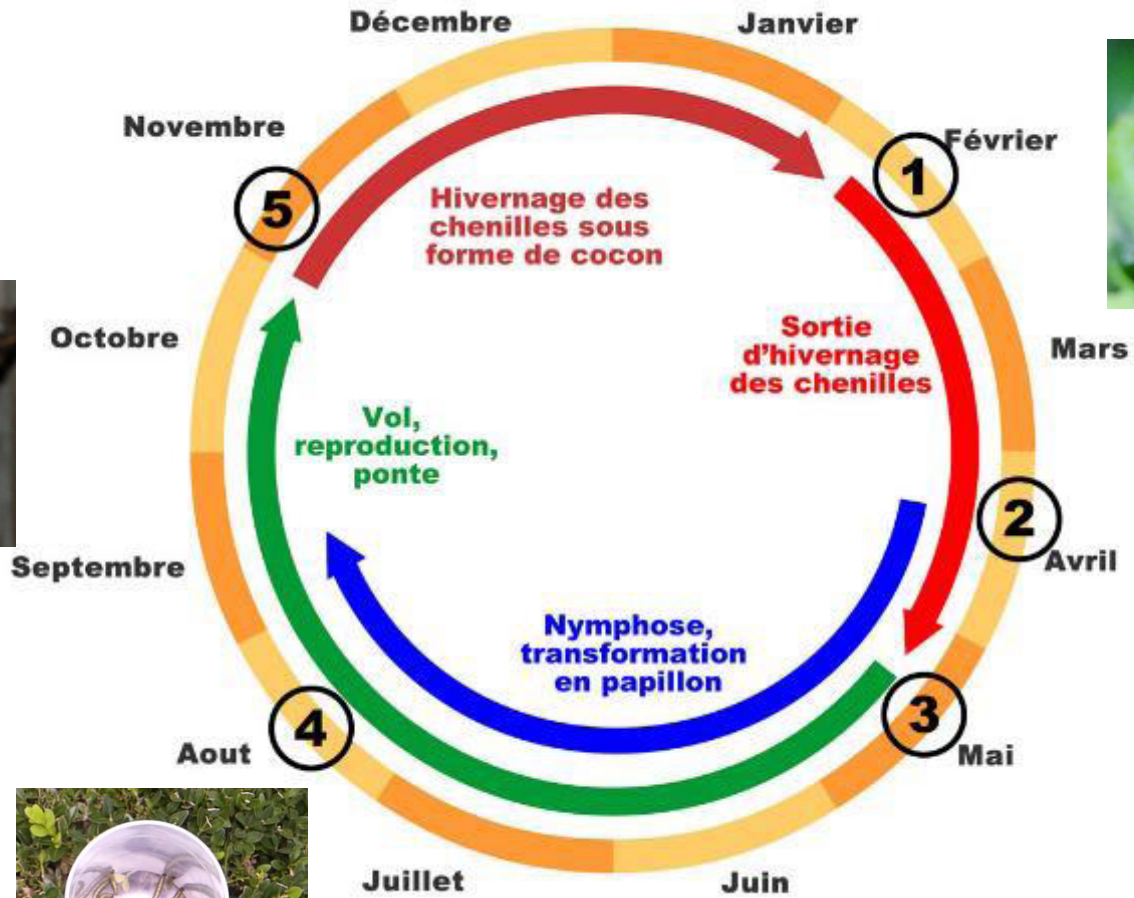 Décembre
Janvier
Novembre
Février
1
5
Hivernage des
chenilles sous
forme de cocon
Octobre
Mars
Sortie
d'hivernage
des chenilles
Vol,
reproduction,
ponte
2
Avril
Septembre
Nymphose,
transformation
en papillon
3
4
Aout
Mai
Juillet
Juin